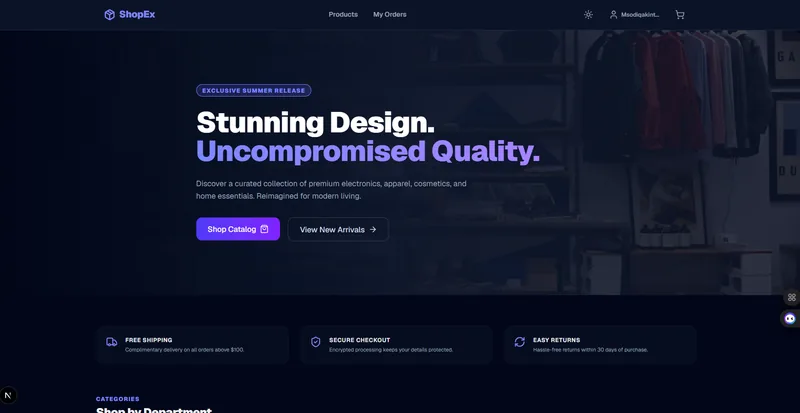 ShopEx
Products
My Orders
Msodiqakint...
EXCLUSIVE SUMMER RELEASE
Stunning Design.
Uncompromised Quality.
Discover a curated collection of premium electronics, apparel, cosmetics, and
home essentials. Reimagined for modern living.
Shop Catalog
View New Arrivals
FREE SHIPPING
Complimentary delivery on all orders above $100.
SECURE CHECKOUT
Encrypted processing keeps your details protected.
EASY RETURNS
Hassle-free returns within 30 days of purchase.
N
CATEGORIES
Shop by Department